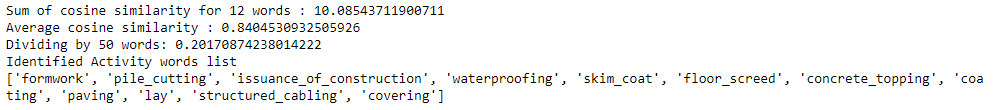 Sum of cosine similarity for 12 words : 10.08543711900711
Average cosine similarity : 0.8404530932505926
Dividing by 50 words: 0.20170874238014222
Identified Activity words list
['formwork', 'pile_cutting', 'issuance_of_construction', 'waterproofing', 'skim_coat', 'floor_screed', 'concrete_topping', 'coa
ting', 'paving', 'lay', 'structured_cabling', 'covering']